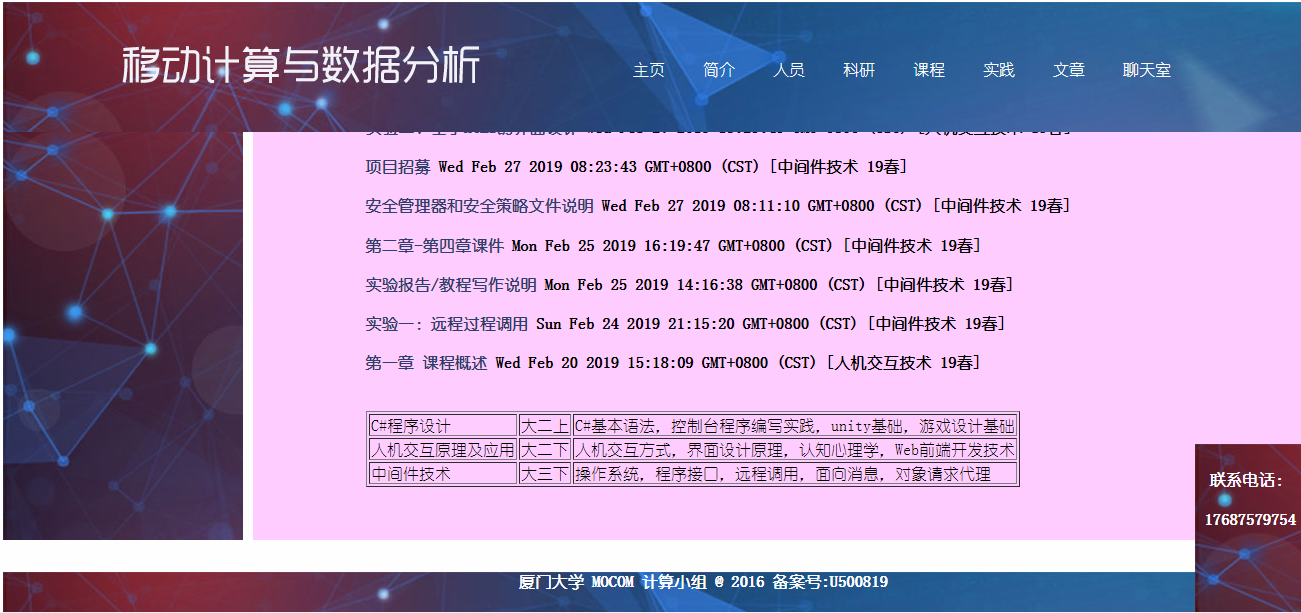 移动计算与数据分析
主页 简介 人员 科研 课程 实践 文章 聊天室
项目招募 Wed Feb 27 2019 08:23:43 GMT+0800 (CST) [中间件技术 19春]
安全管理器和安全策略文件说明 Wed Feb 27 2019 08:11:10 GMT+0800 (CST) [中间件技术 19春]
第二章-第四章课件 Mon Feb 25 2019 16:19:47 GMT+0800 (CST) [中间件技术 19春]
实验报告/教程写作说明 Mon Feb 25 2019 14:16:38 GMT+0800 (CST) [中间件技术 19春]
实验一：远程过程调用 Sun Feb 24 2019 21:15:20 GMT+0800 (CST) [中间件技术 19春]
第一章 课程概述 Wed Feb 20 2019 15:18:09 GMT+0800 (CST) [人机交互技术 19春]
C#程序设计 大二上 C#基本语法，控制台程序编写实践，unity基础，游戏设计基础
人机交互原理及应用 大二下 人机交互方式，界面设计原理，认知心理学，Web前端开发技术
中间件技术 大三下 操作系统，程序接口，远程调用，面向消息，对象请求代理
联系电话：
17687579754
厦门大学 MOCOM 计算小组 @ 2016 备案号:U500819